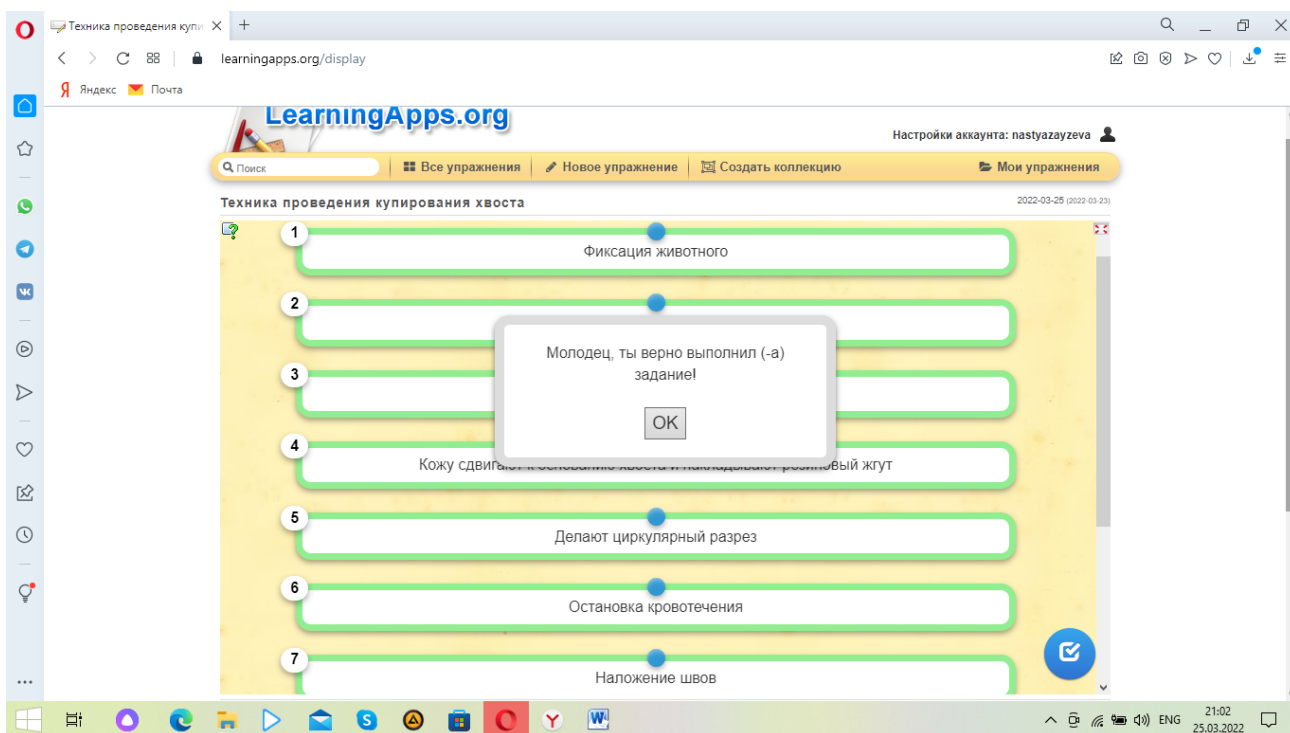 Техника проведения купи
learningapps.org/display
Яндекс
Почта
LearningApps.org
Настройки аккаунта: nastyazayzeva
Поиск
Все упражнения
Новое упражнение
Создать коллекцию
Мои упражнения
Техника проведения купирования хвоста
2022-03-25 (2022-03-23)
1
Фиксация животного
2
Молодец, ты верно выполнил (-а)
задание!
3
OK
4
Кожу сдвигают к основанию хвоста и накладывают резиновый жгут
5
Делают циркулярный разрез
6
Остановка кровотечения
7
Наложение швов
ENG
21:02
25.03.2022